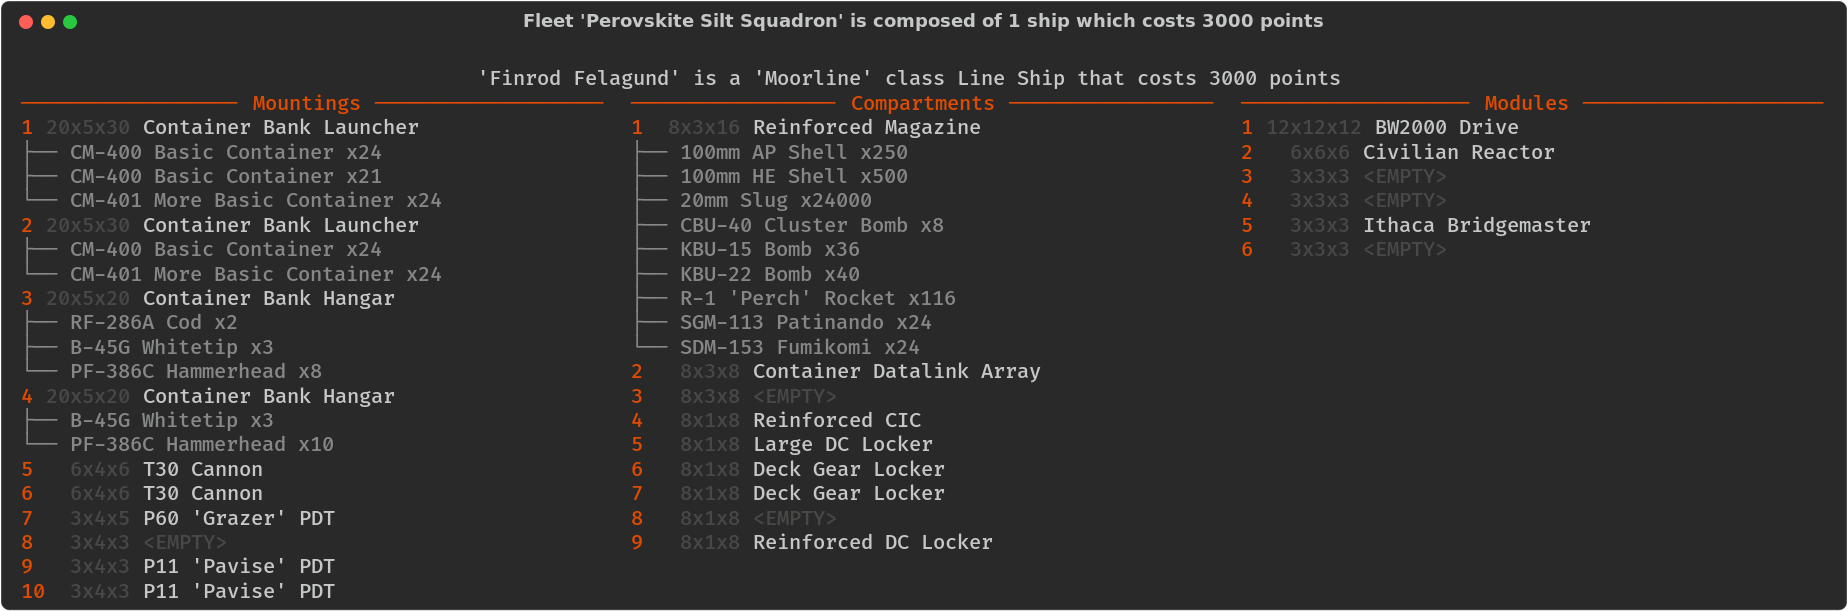 Fleet 'Perovskite Silt Squadron' is composed of 1 ship which costs 3000 points
'Finrod Felagund' is a 'Moorline' class Line Ship that costs 3000 points
Mountings
1 20x5x30 Container Bank Launcher
CM-400 Basic Container x24
CM-400 Basic Container x21
CM-401 More Basic Container x24
2 20x5x30 Container Bank Launcher
CM-400 Basic Container x24
CM-401 More Basic Container x24
3 20x5x20 Container Bank Hangar
RF-286A Cod x2
B-45G Whitetip x3
PF-386C Hammerhead x8
4 20x5x20 Container Bank Hangar
B-45G Whitetip x3
PF-386C Hammerhead x10
5 6x4x6 T30 Cannon
6 6x4x6 T30 Cannon
7 3x4x5 P60 'Grazer' PDT
8 3x4x3 <EMPTY>
9 3x4x3 P11 'Pavise' PDT
10 3x4x3 P11 'Pavise' PDT
Compartments
1 8x3x16 Reinforced Magazine
100mm AP Shell x250
100mm HE Shell x500
20mm Slug x24000
CBU-40 Cluster Bomb x8
KBU-15 Bomb x36
KBU-22 Bomb x40
R-1 'Perch' Rocket x116
SGM-113 Patinando x24
SDM-153 Fumikomi x24
2 8x3x8 Container Datalink Array
3 8x3x8 <EMPTY>
4 8x1x8 Reinforced CIC
5 8x1x8 Large DC Locker
6 8x1x8 Deck Gear Locker
7 8x1x8 Deck Gear Locker
8 8x1x8 <EMPTY>
9 8x1x8 Reinforced DC Locker
Modules
1 12x12x12 BW2000 Drive
2 6x6x6 Civilian Reactor
3 3x3x3 <EMPTY>
4 3x3x3 <EMPTY>
5 3x3x3 Ithaca Bridgemaster
6 3x3x3 <EMPTY>